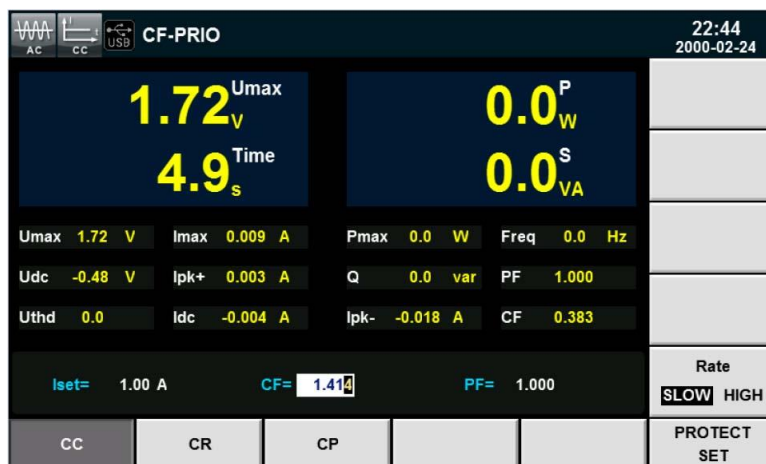 AC CC USB CF-PRIO 22:44
2000-02-24
1.72 Umax V 0.0 P W
4.9 Time s 0.0 S VA
Umax 1.72 V Imax 0.009 A Pmax 0.0 W Freq 0.0 Hz
Udc -0.48 V Ipk+ 0.003 A Q 0.0 var PF 1.000
Uthd 0.0 Idc -0.004 A Ipk- -0.018 A CF 0.383
Iset= 1.00 A CF= 1.414 PF= 1.000
Rate
SLOW HIGH
CC CR CP PROTECT
SET